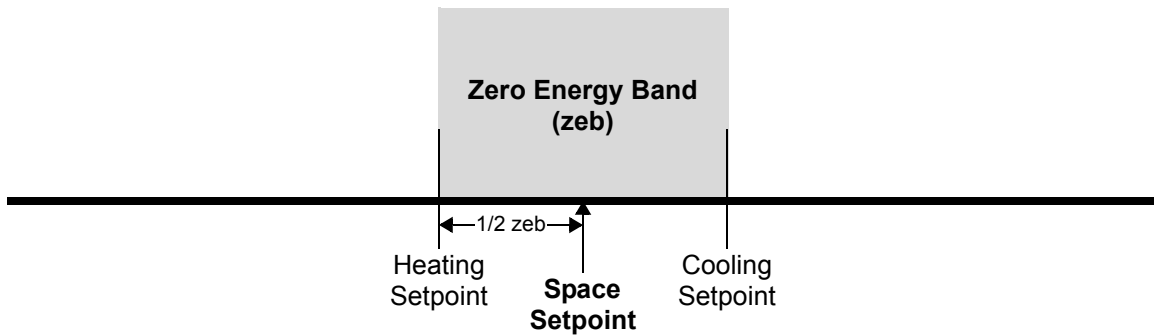 Zero Energy Band
(zeb)
1/2 zeb
Heating
Setpoint
Space
Setpoint
Cooling
Setpoint